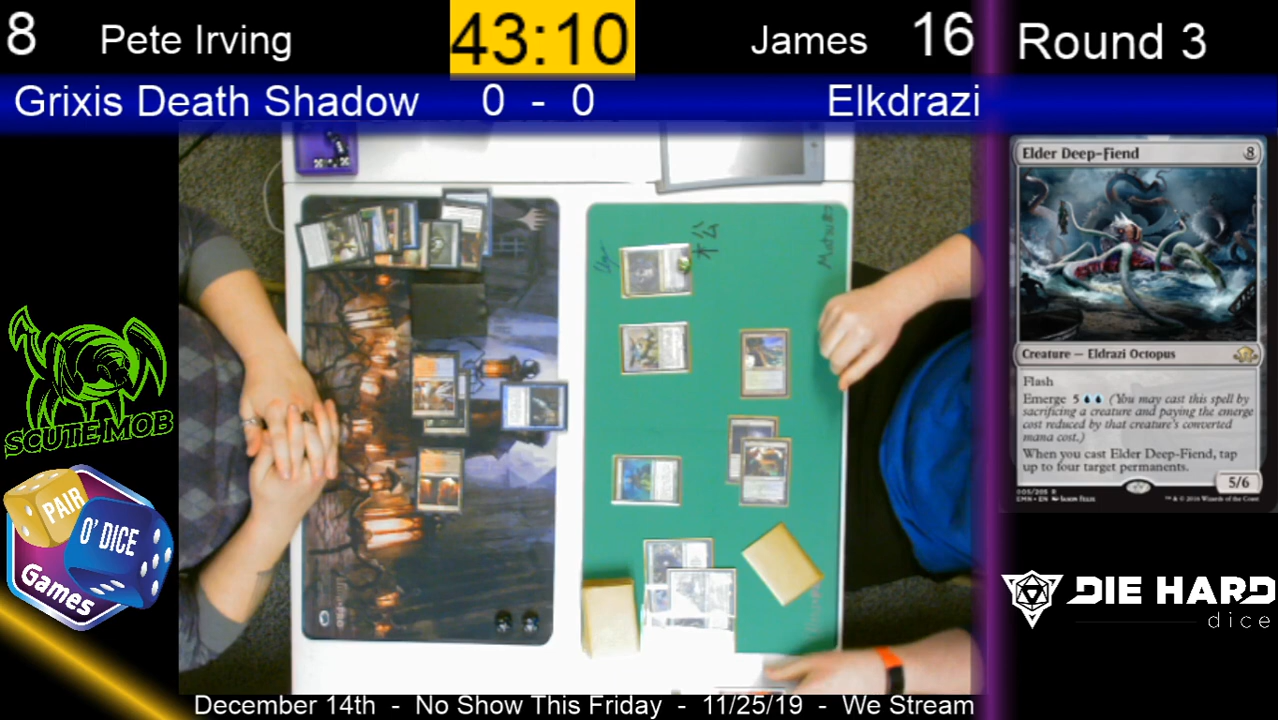 8 Pete Irving 43:10 James 16 Round 3
Grixis Death Shadow 0 - 0 Elkdrazi
Elder Deep-Fiend 8
Creature — Eldrazi Octopus
Flash
Emerge 5 (You may cast this spell by
sacrificing a creature and paying the emerge
cost reduced by that creature's converted
mana cost.)
When you cast Elder Deep-Fiend, tap
up to four target permanents.
5/6
SCUTE MOB
PAIR
O' DICE
Games
DIE HARD
dice
December 14th - No Show This Friday - 11/25/19 - We Stream